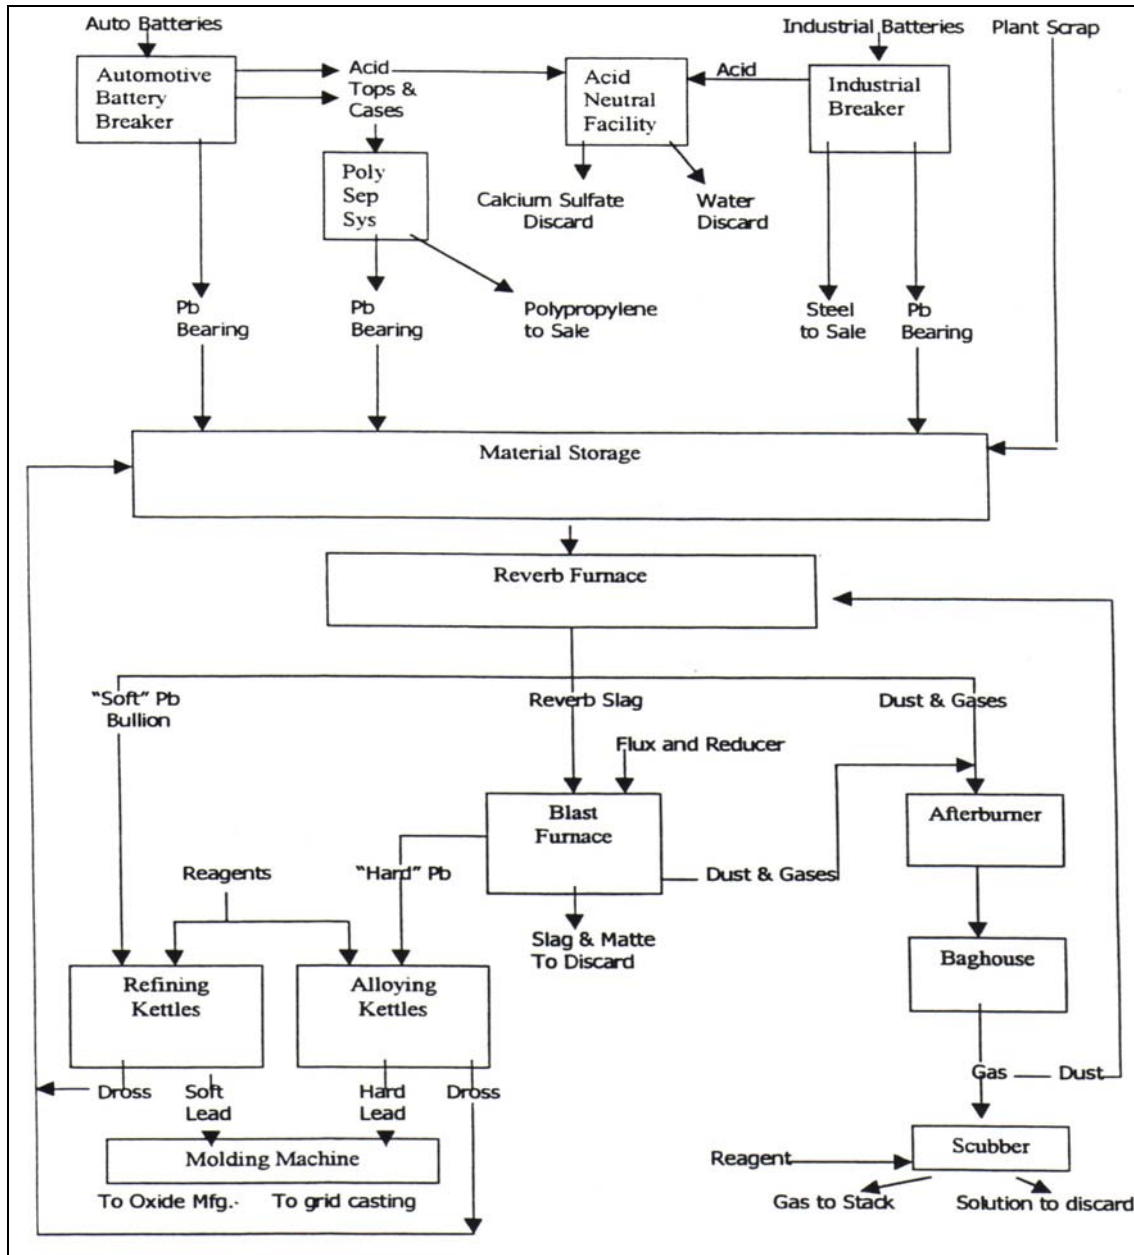 Auto Batteries
Industrial Batteries
Plant Scrap
Automotive
Battery
Breaker
Acid
Tops &
Cases
Acid
Neutral
Facility
Acid
Industrial
Breaker
Poly
Sep
Sys
Calcium Sulfate
Discard
Water
Discard
Pb
Bearing
Pb
Bearing
Polypropylene
to Sale
Steel
to Sale
Pb
Bearing
Material Storage
Reverb Furnace
"Soft" Pb
Bullion
Reverb Slag
Dust & Gases
Flux and Reducer
Blast
Furnace
Afterburner
Reagents
"Hard" Pb
Dust & Gases
Slag & Matte
To Discard
Baghouse
Refining
Kettles
Alloying
Kettles
Gas
Dust
Dross
Soft
Lead
Hard
Lead
Dross
Molding Machine
Scubber
Reagent
To Oxide Mfg.-
To grid casting
Gas to Stack
Solution to discard